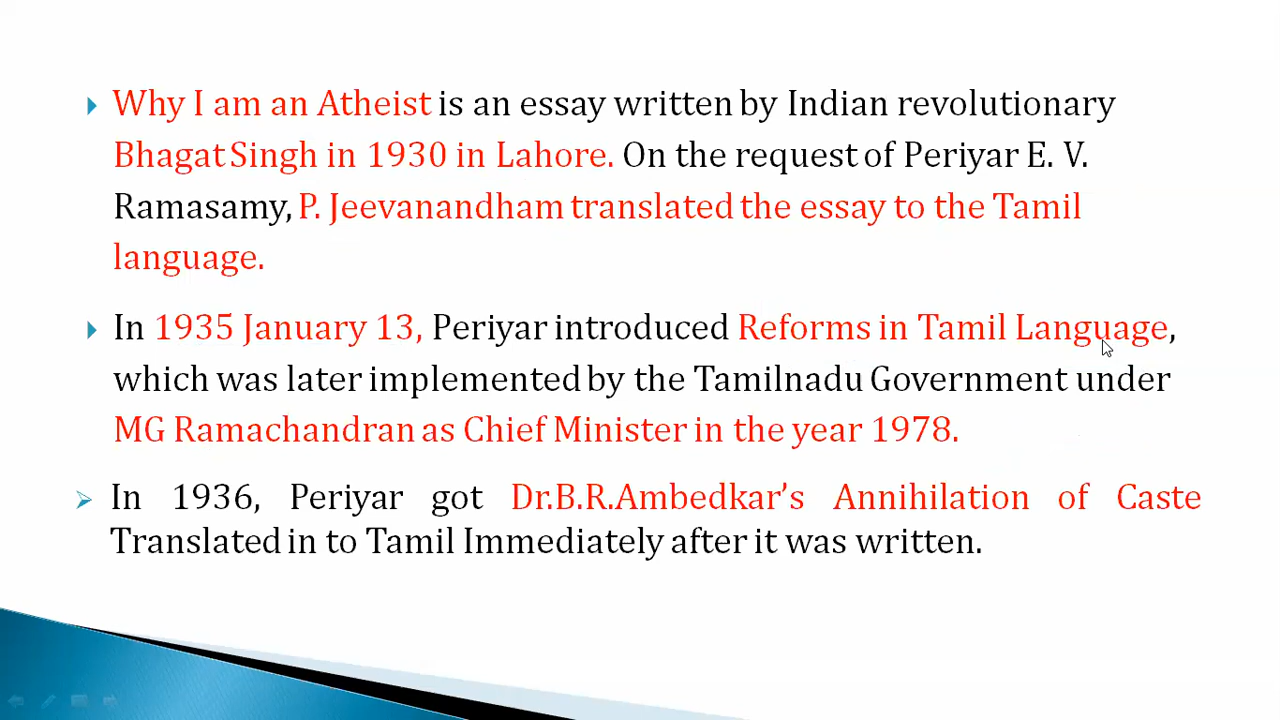 Why I am an Atheist is an essay written by Indian revolutionary
Bhagat Singh in 1930 in Lahore. On the request of Periyar E. V.
Ramasamy, P. Jeevanandham translated the essay to the Tamil
language.
In 1935 January 13, Periyar introduced Reforms in Tamil Language,
which was later implemented by the Tamilnadu Government under
MG Ramachandran as Chief Minister in the year 1978.
In 1936, Periyar got Dr.B.R.Ambedkar's Annihilation of Caste
Translated in to Tamil Immediately after it was written.